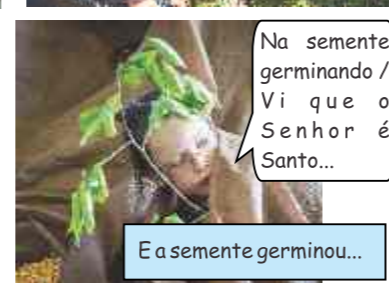 Na semente
germinando /
Vi que o
Senhor é
Santo...
E a semente germinou...